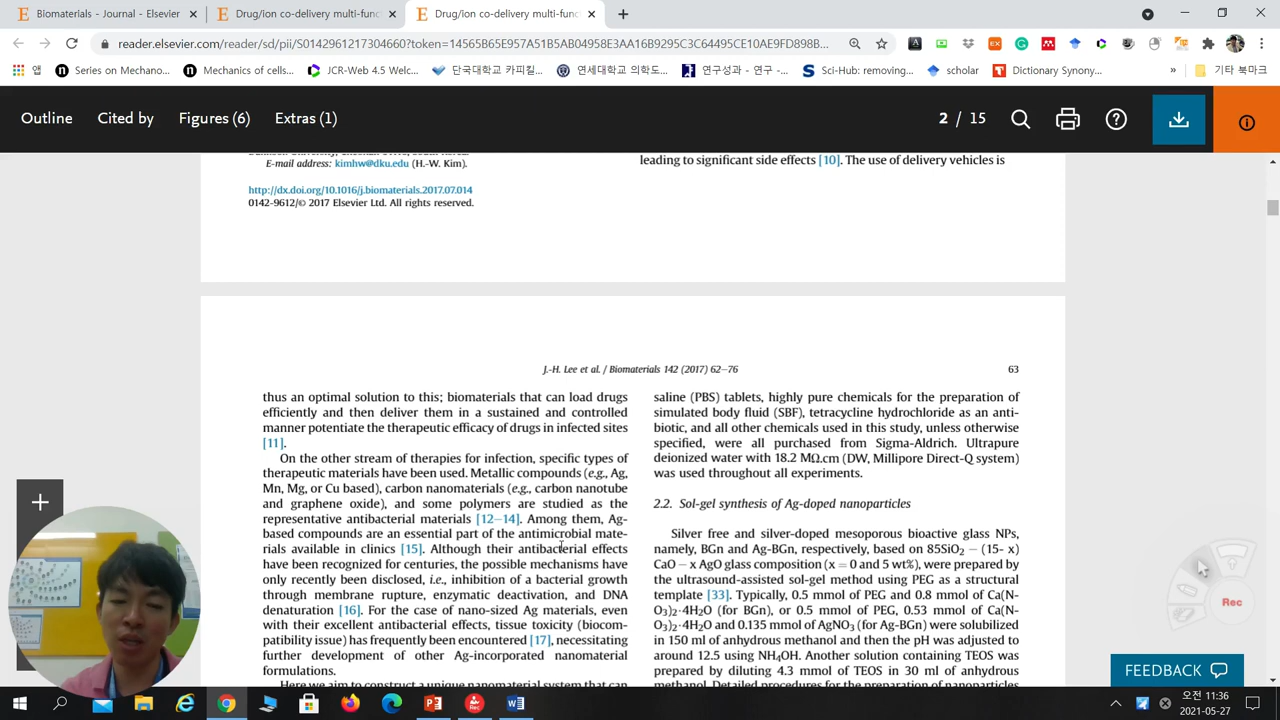 Biomaterials - Journal - Elsevier
Drug/ion co-delivery multi-func
Drug/ion co-delivery multi-func
reader.elsevier.com/reader/sd/pii/S0142961217304660?token=
앱
Series on Mechano...
Mechanics of cells...
JCR-Web 4.5 Welc...
단국대학교 카피킬...
연세대학교 의학도...
연구성과 - 연구 -...
Sci-Hub: removing...
scholar
Dictionary Synony...
»
기타 북마크
Outline
Cited by
Figures (6)
Extras (1)
2 / 15
E-mail address: kimhw@dku.edu (H.-W. Kim).
http://dx.doi.org/10.1016/j.biomaterials.2017.07.014
0142-9612/© 2017 Elsevier Ltd. All rights reserved.
leading to significant side effects [10]. The use of delivery vehicles is
J.-H. Lee et al. / Biomaterials 142 (2017) 62–76
63
thus an optimal solution to this; biomaterials that can load drugs
efficiently and then deliver them in a sustained and controlled
manner potentiate the therapeutic efficacy of drugs in infected sites
[11].
On the other stream of therapies for infection, specific types of
therapeutic materials have been used. Metallic compounds (e.g., Ag,
Mn, Mg, or Cu based), carbon nanomaterials (e.g., carbon nanotube
and graphene oxide), and some polymers are studied as the
representative antibacterial materials [12–14]. Among them, Ag-
based compounds are an essential part of the antimicrobial mate-
rials available in clinics [15]. Although their antibacterial effects
have been recognized for centuries, the possible mechanisms have
only recently been disclosed, i.e., inhibition of a bacterial growth
through membrane rupture, enzymatic deactivation, and DNA
denaturation [16]. For the case of nano-sized Ag materials, even
with their excellent antibacterial effects, tissue toxicity (biocom-
patibility issue) has frequently been encountered [17], necessitating
further development of other Ag-incorporated nanomaterial
formulations.
Here we aim to construct a unique nanomaterial system that can
saline (PBS) tablets, highly pure chemicals for the preparation of
simulated body fluid (SBF), tetracycline hydrochloride as an anti-
biotic, and all other chemicals used in this study, unless otherwise
specified, were all purchased from Sigma-Aldrich. Ultrapure
deionized water with 18.2 MΩ.cm (DW, Millipore Direct-Q system)
was used throughout all experiments.
2.2. Sol-gel synthesis of Ag-doped nanoparticles
Silver free and silver-doped mesoporous bioactive glass NPs,
namely, BGn and Ag-BGn, respectively, based on 85SiO2 – (15- x)
CaO – x AgO glass composition (x = 0 and 5 wt%), were prepared by
the ultrasound-assisted sol-gel method using PEG as a structural
template [33]. Typically, 0.5 mmol of PEG and 0.8 mmol of Ca(N-
O3)2·4H2O (for BGn), or 0.5 mmol of PEG, 0.53 mmol of Ca(N-
O3)2·4H2O and 0.135 mmol of AgNO3 (for Ag-BGn) were solubilized
in 150 ml of anhydrous methanol and then the pH was adjusted to
around 12.5 using NH4OH. Another solution containing TEOS was
prepared by diluting 4.3 mmol of TEOS in 30 ml of anhydrous
methanol. Detailed procedures for the preparation of nanoparticles
Rec
FEEDBACK
오전 11:36
2021-05-27